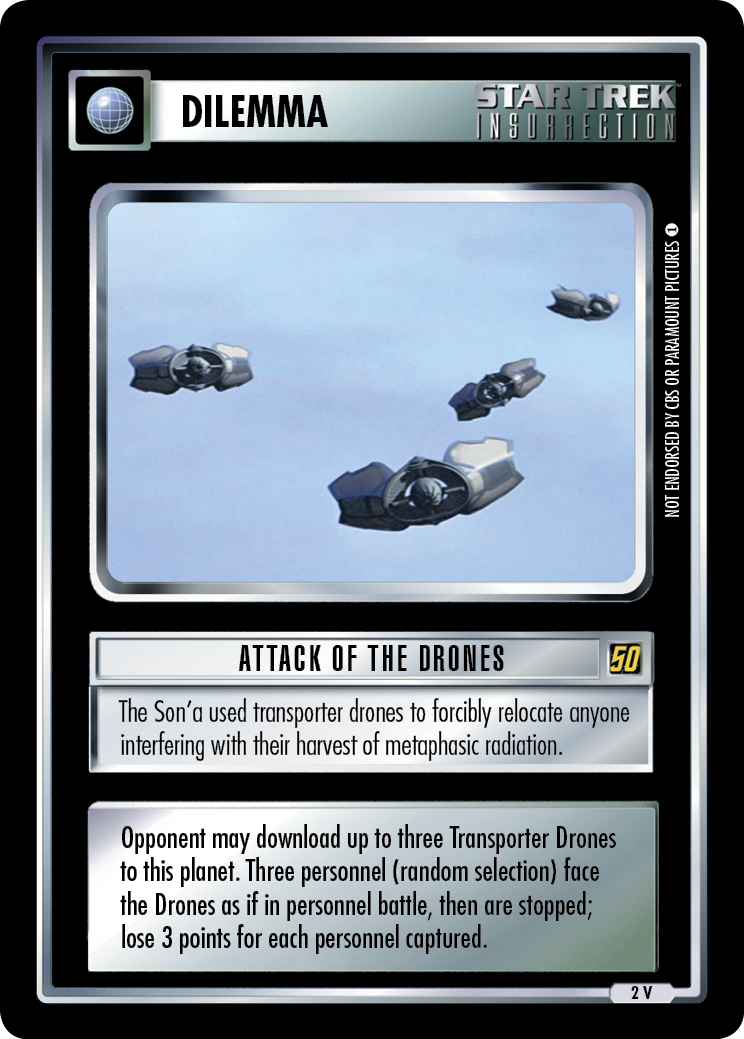 DILEMMA
STAR TREK
INSURRECTION
NOT ENDORSED BY CBS OR PARAMOUNT PICTURES 1
ATTACK OF THE DRONES
50
The Son'a used transporter drones to forcibly relocate anyone
interfering with their harvest of metaphasic radiation.
Opponent may download up to three Transporter Drones
to this planet. Three personnel (random selection) face
the Drones as if in personnel battle, then are stopped;
lose 3 points for each personnel captured.
2 V